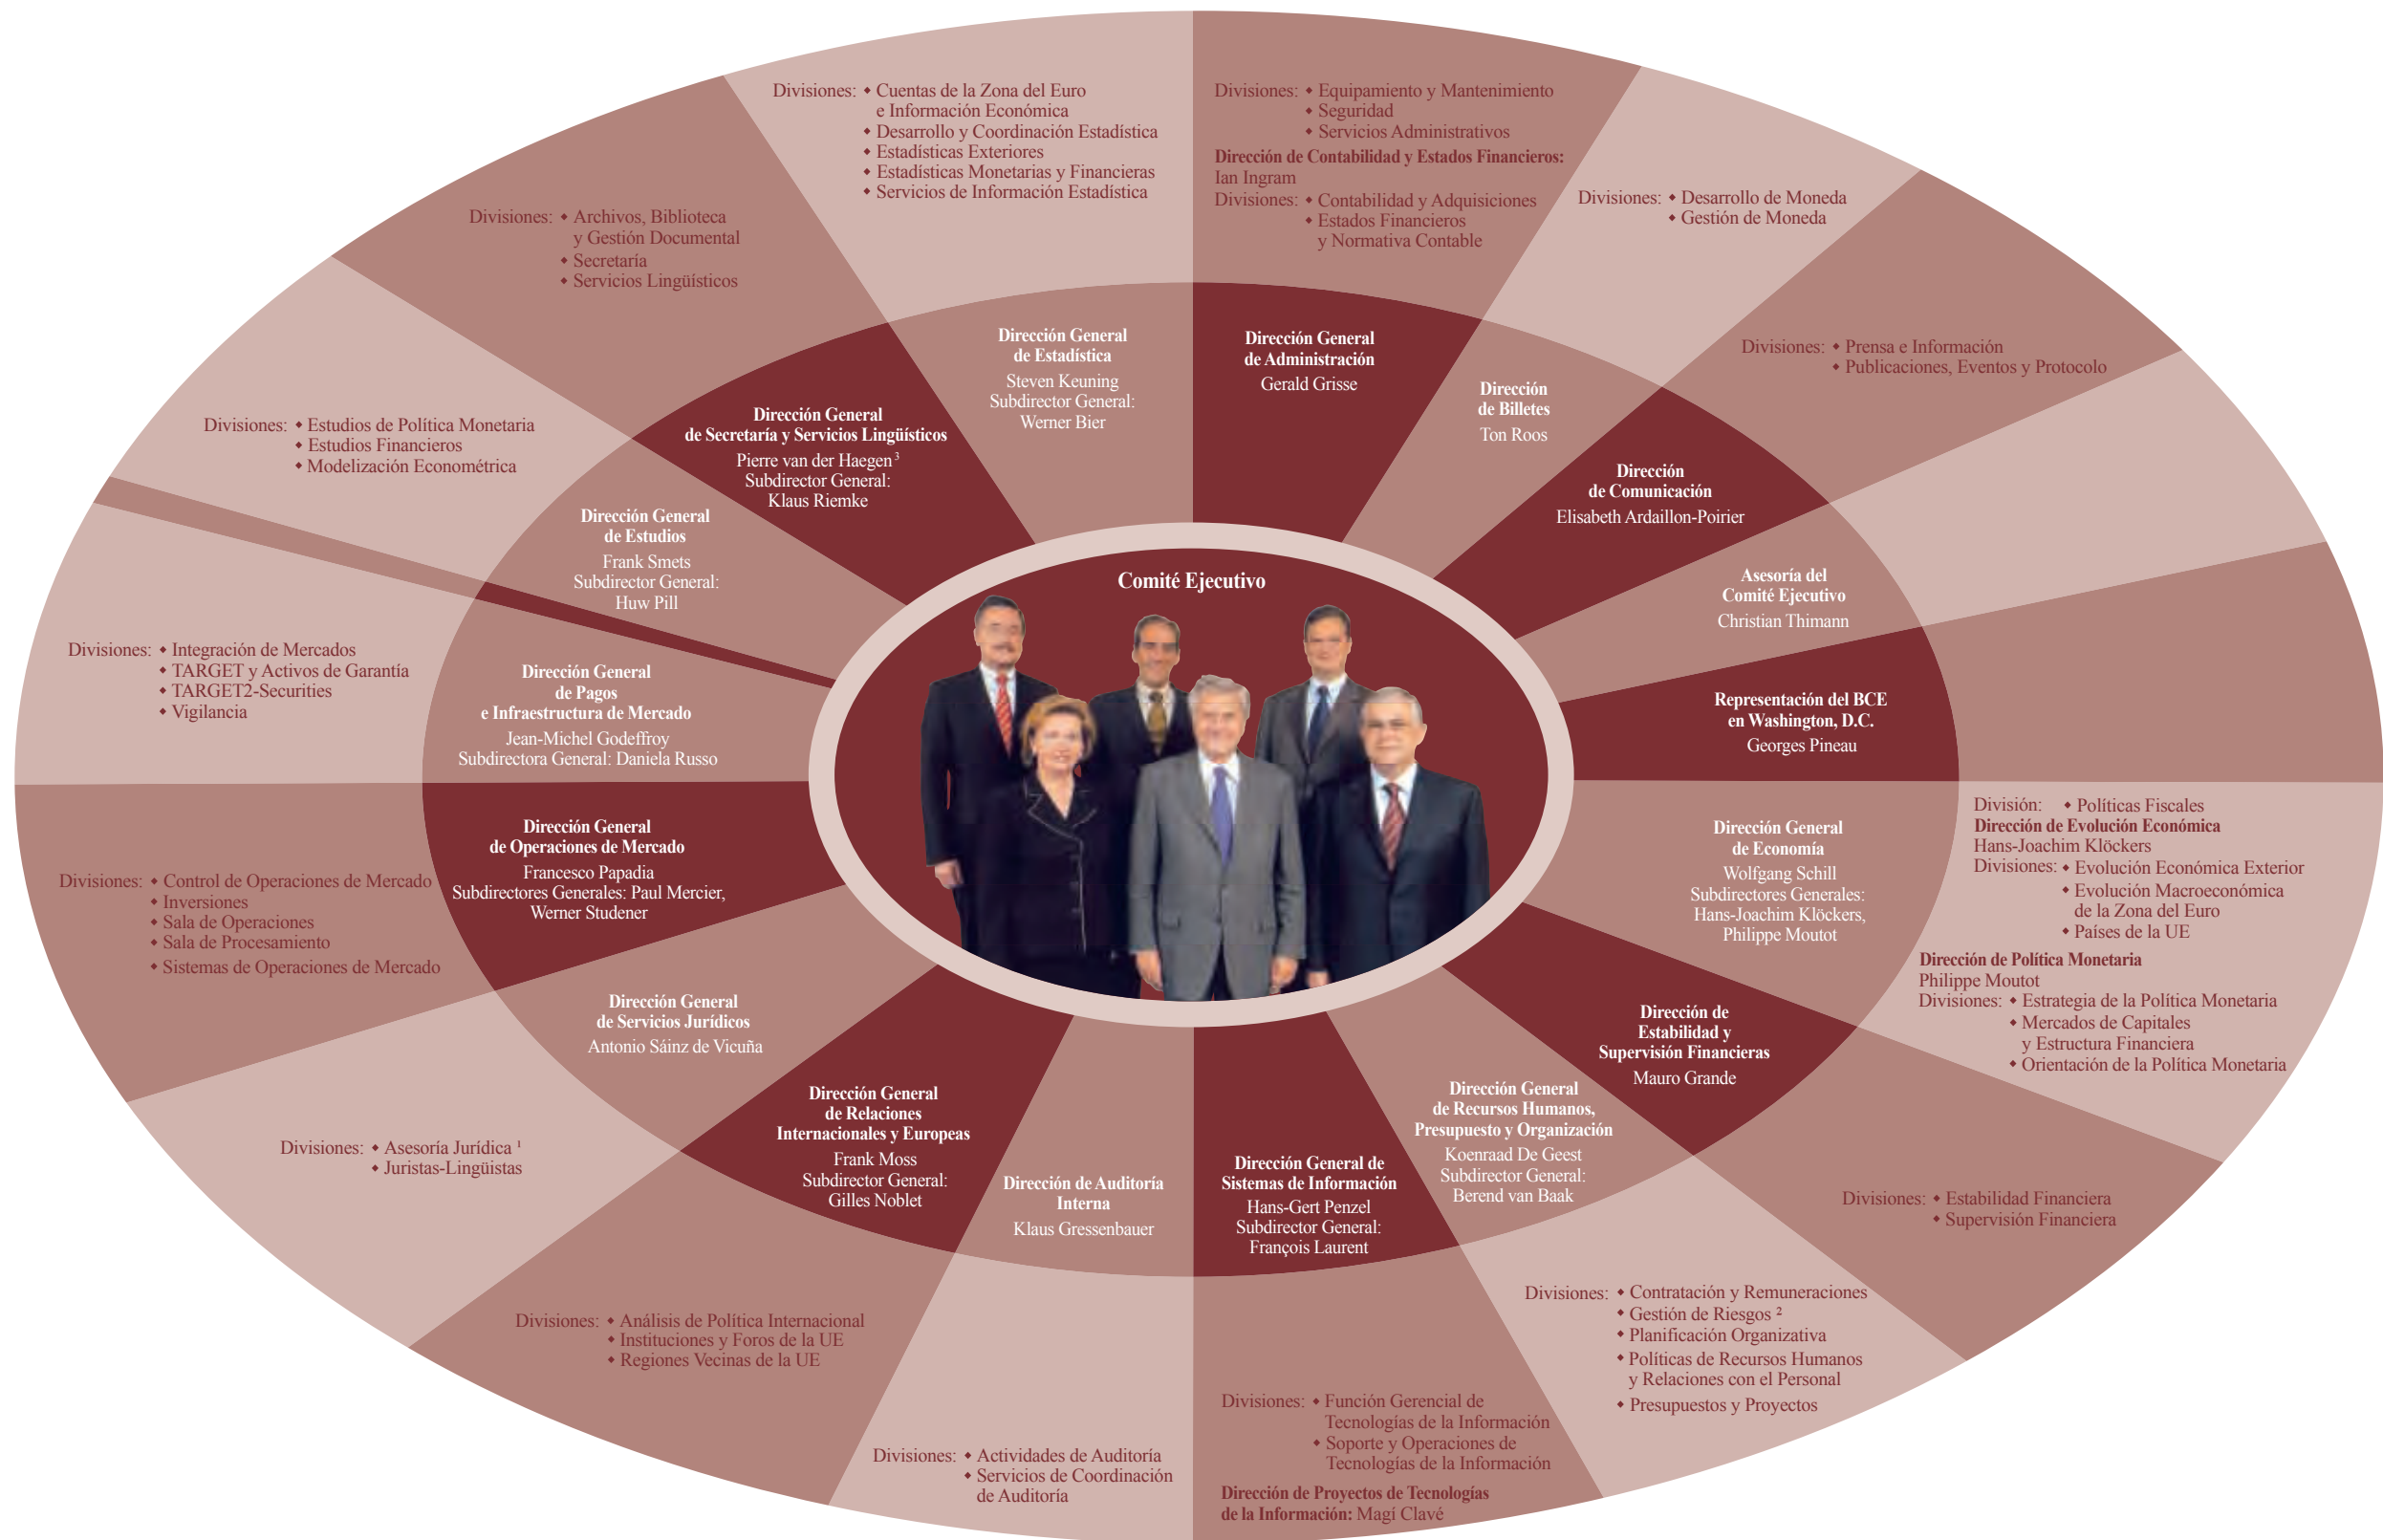 Comité Ejecutivo
Divisiones: ◆ Equipamiento y Mantenimiento
◆ Seguridad
◆ Servicios Administrativos
Dirección de Contabilidad y Estados Financieros:
Ian Ingram
Divisiones: ◆ Contabilidad y Adquisiciones
◆ Estados Financieros
y Normativa Contable
Dirección General
de Administración
Gerald Grisse
Divisiones: ◆ Desarrollo de Moneda
◆ Gestión de Moneda
Dirección
de Billetes
Ton Roos
Divisiones: ◆ Prensa e Información
◆ Publicaciones, Eventos y Protocolo
Dirección
de Comunicación
Elisabeth Ardaillon-Poirier
Asesoría del
Comité Ejecutivo
Christian Thimann
Representación del BCE
en Washington, D.C.
Georges Pineau
Dirección General
de Economía
Wolfgang Schill
Subdirectores Generales:
Hans-Joachim Klöckers,
Philippe Moutot
División: ◆ Políticas Fiscales
Dirección de Evolución Económica
Hans-Joachim Klöckers
Divisiones: ◆ Evolución Económica Exterior
◆ Evolución Macroeconómica
de la Zona del Euro
◆ Países de la UE
Dirección de Política Monetaria
Philippe Moutot
Divisiones: ◆ Estrategia de la Política Monetaria
◆ Mercados de Capitales
y Estructura Financiera
◆ Orientación de la Política Monetaria
Dirección de
Estabilidad y
Supervisión Financieras
Mauro Grande
Divisiones: ◆ Estabilidad Financiera
◆ Supervisión Financiera
Dirección General
de Recursos Humanos,
Presupuesto y Organización
Koenraad De Geest
Subdirector General:
Berend van Baak
Divisiones: ◆ Contratación y Remuneraciones
◆ Gestión de Riesgos ²
◆ Planificación Organizativa
◆ Políticas de Recursos Humanos
y Relaciones con el Personal
◆ Presupuestos y Proyectos
Dirección General de
Sistemas de Información
Hans-Gert Penzel
Subdirector General:
François Laurent
Divisiones: ◆ Función Gerencial de
Tecnologías de la Información
◆ Soporte y Operaciones de
Tecnologías de la Información
Dirección de Proyectos de Tecnologías
de la Información: Magí Clavé
Dirección de Auditoría
Interna
Klaus Gressenbauer
Divisiones: ◆ Actividades de Auditoría
◆ Servicios de Coordinación
de Auditoría
Dirección General
de Relaciones
Internacionales y Europeas
Frank Moss
Subdirector General:
Gilles Noblet
Divisiones: ◆ Análisis de Política Internacional
◆ Instituciones y Foros de la UE
◆ Regiones Vecinas de la UE
Dirección General
de Servicios Jurídicos
Antonio Sáinz de Vicuña
Divisiones: ◆ Asesoría Jurídica ¹
◆ Juristas-Lingüistas
Dirección General
de Operaciones de Mercado
Francesco Papadia
Subdirectores Generales: Paul Mercier,
Werner Studener
Divisiones: ◆ Control de Operaciones de Mercado
◆ Inversiones
◆ Sala de Operaciones
◆ Sala de Procesamiento
◆ Sistemas de Operaciones de Mercado
Dirección General
de Pagos
e Infraestructura de Mercado
Jean-Michel Godeffroy
Subdirectora General: Daniela Russo
Divisiones: ◆ Integración de Mercados
◆ TARGET y Activos de Garantía
◆ TARGET2-Securities
◆ Vigilancia
Dirección General
de Estudios
Frank Smets
Subdirector General:
Huw Pill
Divisiones: ◆ Estudios de Política Monetaria
◆ Estudios Financieros
◆ Modelización Econométrica
Dirección General
de Secretaría y Servicios Lingüísticos
Pierre van der Haegen ³
Subdirector General:
Klaus Riemke
Divisiones: ◆ Archivos, Biblioteca
y Gestión Documental
◆ Secretaría
◆ Servicios Lingüísticos
Dirección General
de Estadística
Steven Keuning
Subdirector General:
Werner Bier
Divisiones: ◆ Cuentas de la Zona del Euro
e Información Económica
◆ Desarrollo y Coordinación Estadística
◆ Estadísticas Exteriores
◆ Estadísticas Monetarias y Financieras
◆ Servicios de Información Estadística